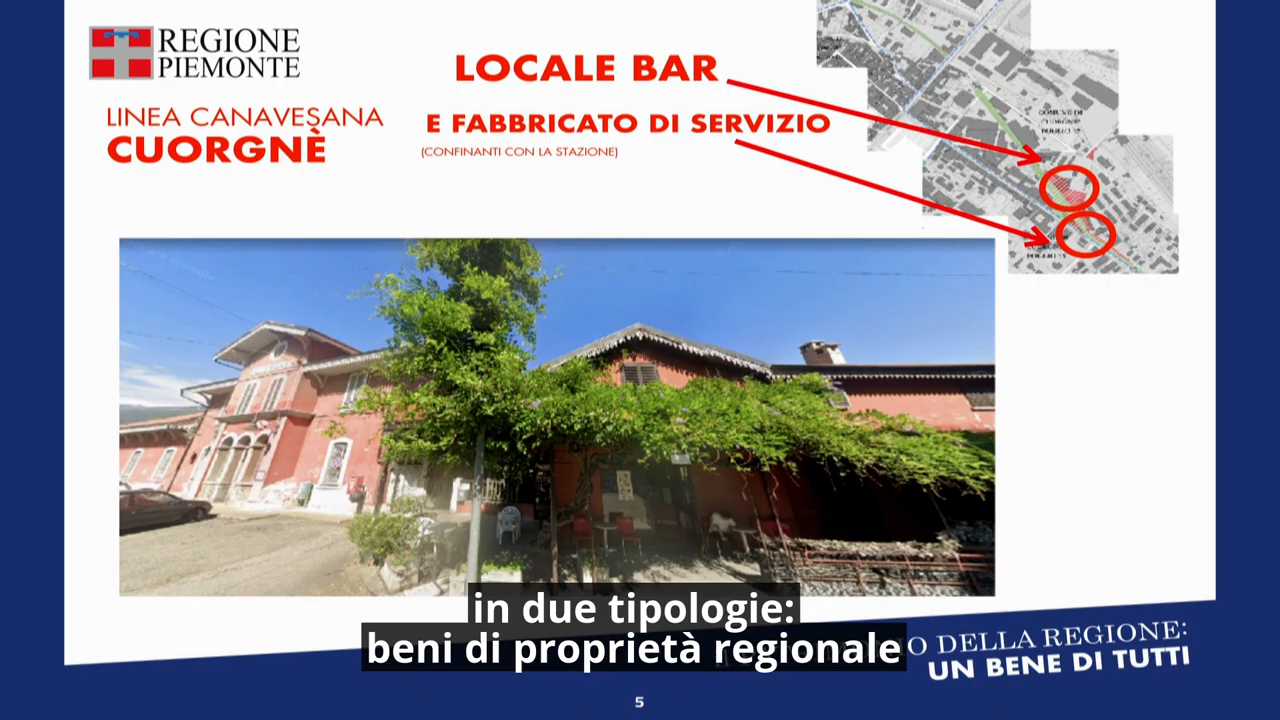 REGIONE
PIEMONTE
LOCALE BAR
LINEA CANAVESANA
CUORGNÈ
E FABBRICATO DI SERVIZIO
(CONFINANTI CON LA STAZIONE)
in due tipologie:
beni di proprietà regionale
DELLA REGIONE:
UN BENE DI TUTTI
5